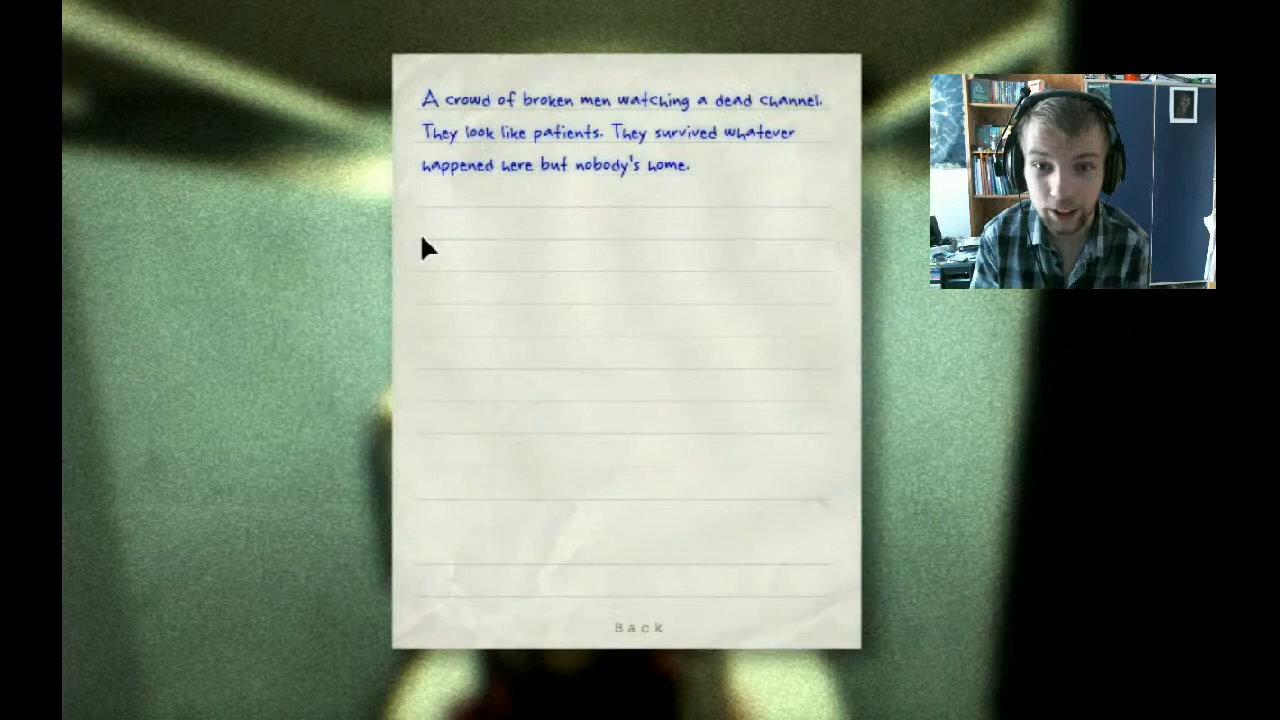 A crowd of broken men watching a dead channel.
They look like patients. They survived whatever
happened here but nobody's home.
Back